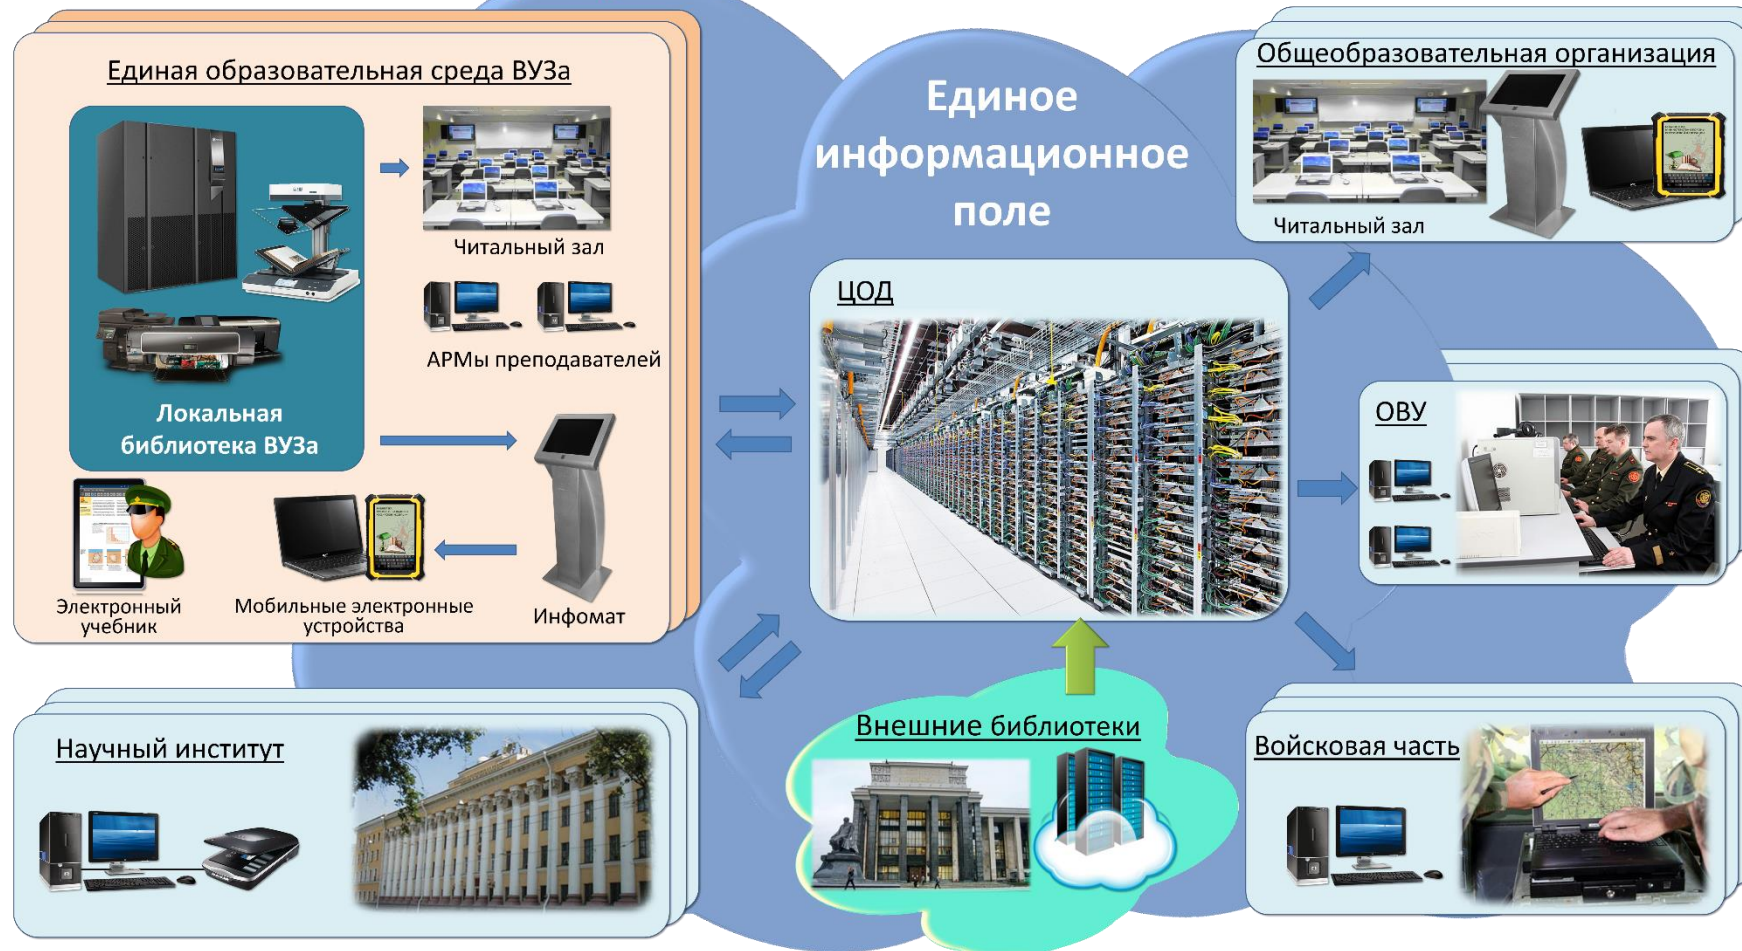 Единая образовательная среда ВУЗа
Читальный зал
АРМы преподавателей
Локальная
библиотека ВУЗа
Электронный
учебник
Мобильные электронные
устройства
Инфомат
Единое
информационное
поле
ЦОД
Общеобразовательная организация
Читальный зал
ОВУ
Научный институт
Внешние библиотеки
Войсковая часть